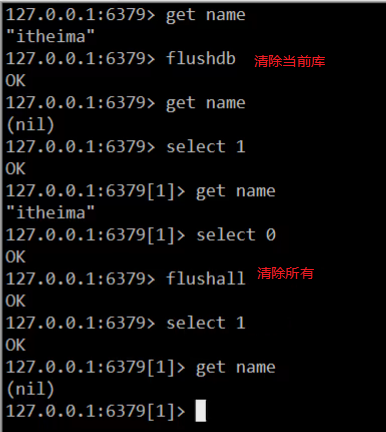 127.0.0.1:6379> get name
"itheima"
127.0.0.1:6379> flushdb 清除当前库
OK
127.0.0.1:6379> get name
(nil)
127.0.0.1:6379> select 1
OK
127.0.0.1:6379[1]> get name
"itheima"
127.0.0.1:6379[1]> select 0
OK
127.0.0.1:6379> flushall 清除所有
OK
127.0.0.1:6379> select 1
OK
127.0.0.1:6379[1]> get name
(nil)
127.0.0.1:6379[1]>